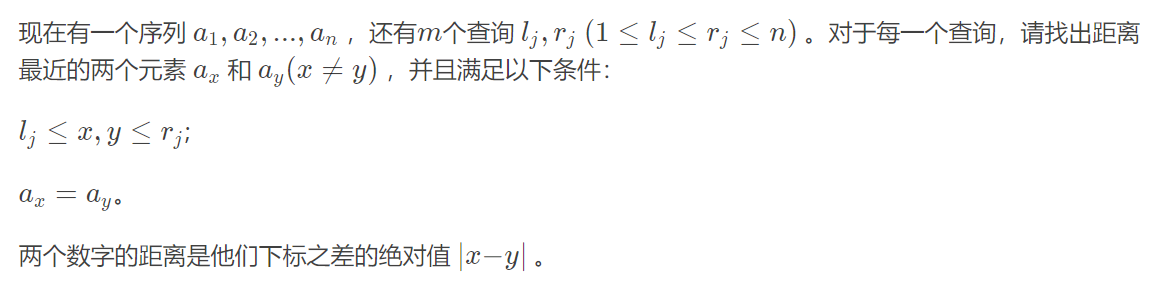 现在有一个序列 a₁, a₂, ..., aₙ ，还有m个查询 lⱼ, rⱼ (1 ≤ lⱼ ≤ rⱼ ≤ n) 。对于每一个查询，请找出距离
最近的两个元素 aₓ 和 a_y(x ≠ y) ，并且满足以下条件：
lⱼ ≤ x, y ≤ rⱼ;
aₓ = a_y。
两个数字的距离是他们下标之差的绝对值 |x−y| 。